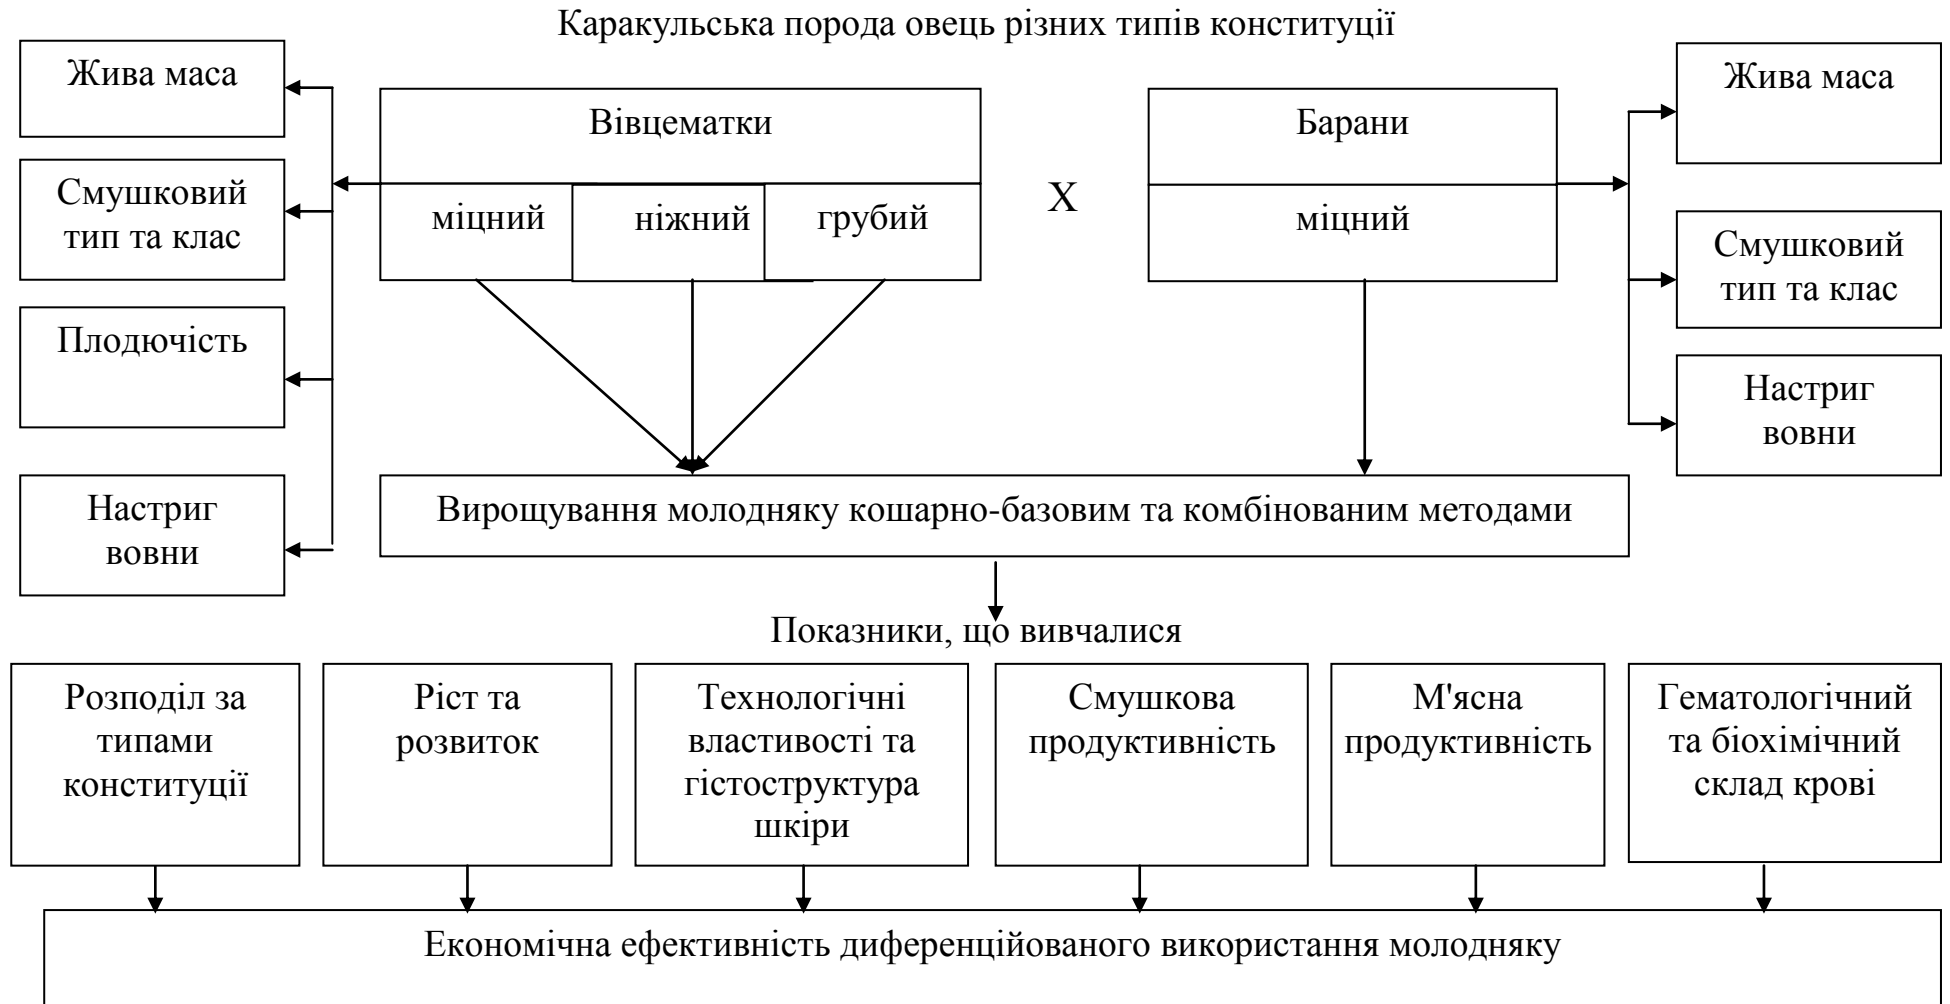 Каракульська порода овець різних типів конституції
Жива маса
Смушковий
тип та клас
Плодючість
Настриг
вовни
Вівцематки
міцний
ніжний
грубий
Х
Барани
міцний
Жива маса
Смушковий
тип та клас
Настриг
вовни
Вирощування молодняку кошарно-базовим та комбінованим методами
Показники, що вивчалися
Розподіл за
типами
конституції
Ріст та
розвиток
Технологічні
властивості та
гістоструктура
шкіри
Смушкова
продуктивність
М'ясна
продуктивність
Гематологічний
та біохімічний
склад крові
Економічна ефективність диференційованого використання молодняку